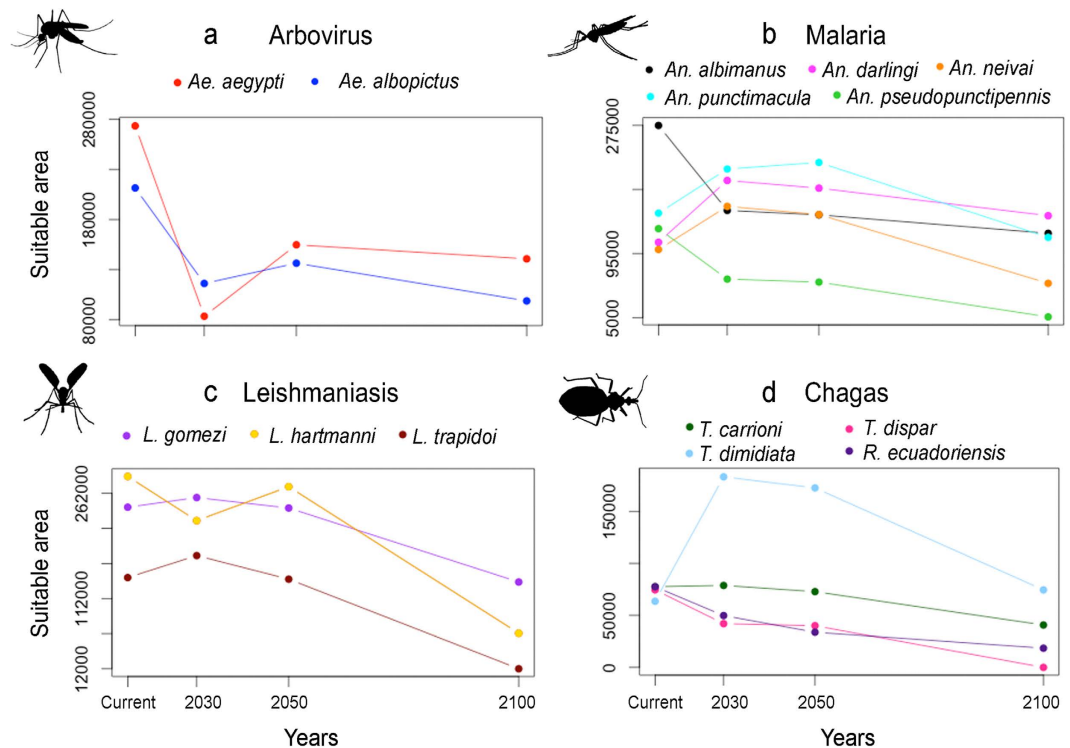 a Arbovirus
Ae. aegypti Ae. albopictus
Suitable area
280000
180000
80000
b Malaria
An. albimanus An. darlingi An. neivai
An. punctimacula An. pseudopunctipennis
275000
95000
5000
c Leishmaniasis
L. gomezi L. hartmanni L. trapidoi
Suitable area
262000
112000
12000
Current 2030 2050 2100
Years
d Chagas
T. carrioni T. dispar
T. dimidiata R. ecuadoriensis
150000
50000
0
Current 2030 2050 2100
Years